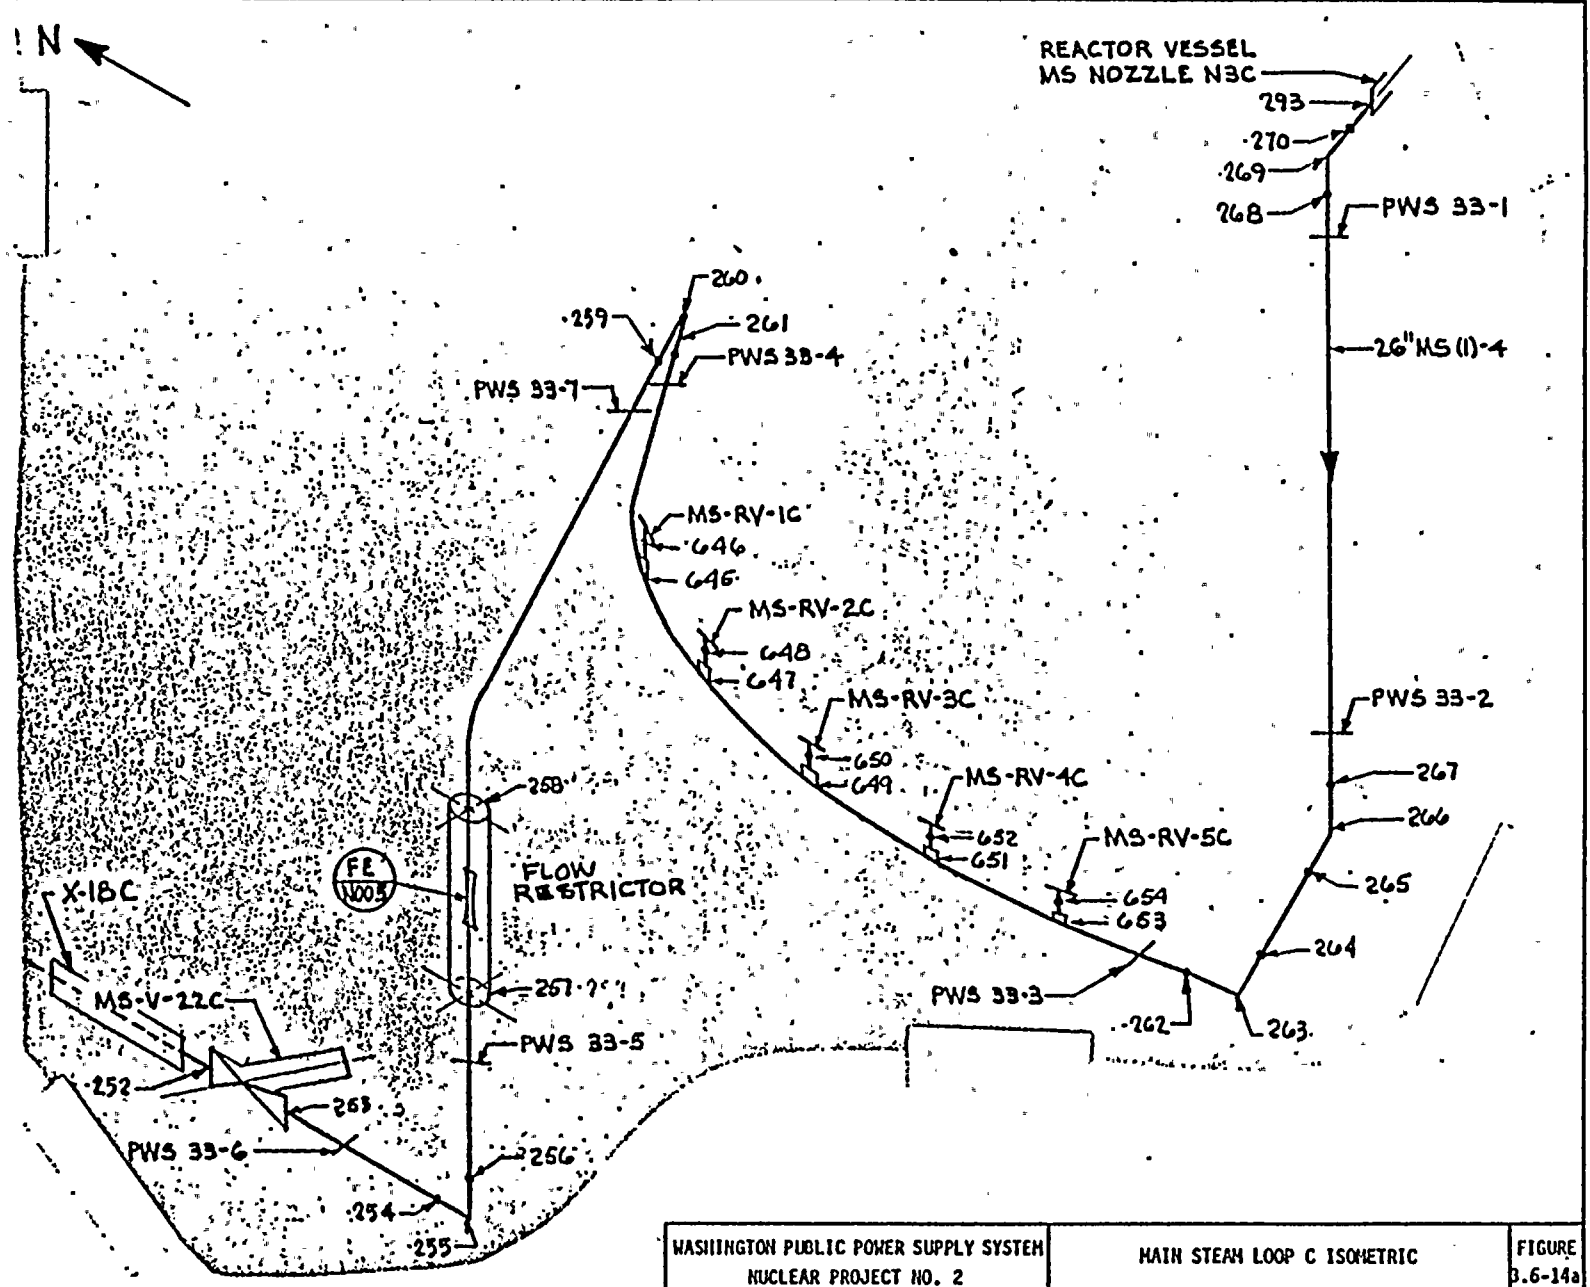 N
REACTOR VESSEL
MS NOZZLE N3C
293
270
269
268
PWS 33-1
260
259
261
PWS 33-4
26"MS(1)-4
PWS 33-7
MS-RV-1C
646
645
MS-RV-2C
648
647
MS-RV-3C
PWS 33-2
650
649
267
258
MS-RV-4C
266
652
651
MS-RV-5C
FE
N003
FLOW
RESTRICTOR
X-18C
265
654
653
264
257
MS-V-22C
PWS 33-3
262
263
PWS 33-5
252
253
PWS 33-6
256
254
255
WASHINGTON PUBLIC POWER SUPPLY SYSTEM
NUCLEAR PROJECT NO. 2
MAIN STEAM LOOP C ISOMETRIC
FIGURE
3.6-14a